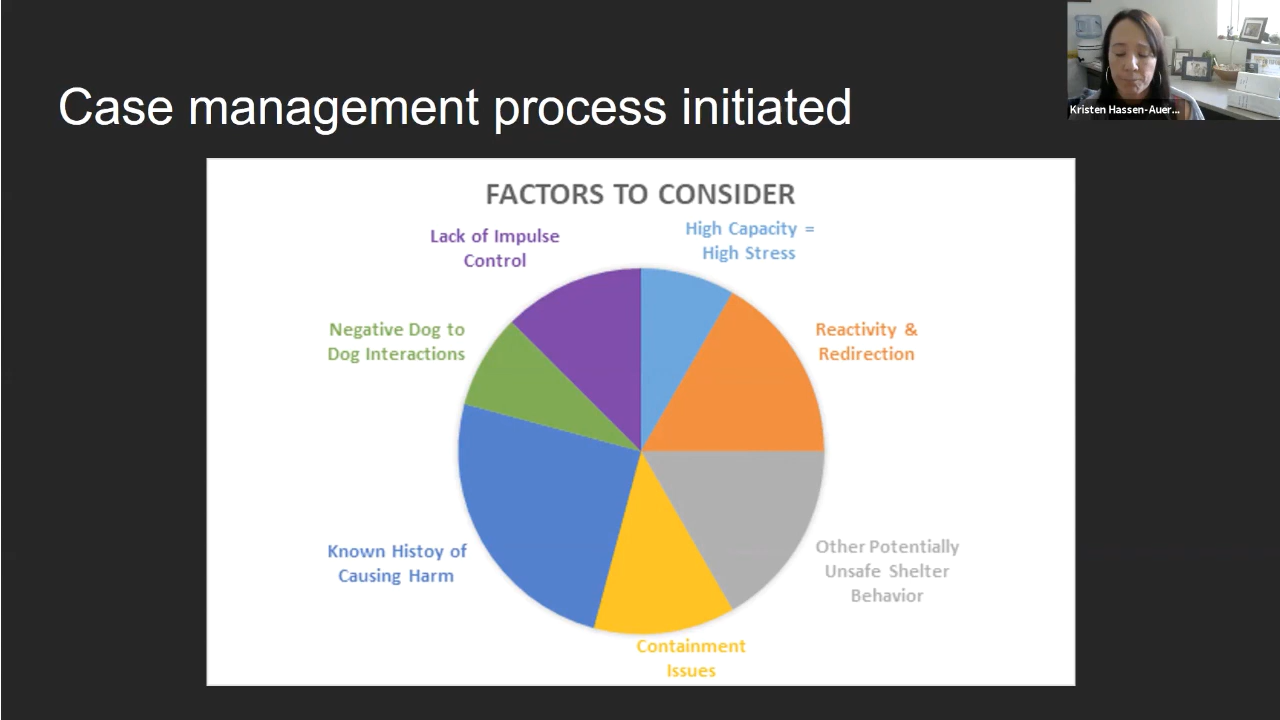 Case management process initiated
Kristen Hassen-Auer...
FACTORS TO CONSIDER
Lack of Impulse
Control
High Capacity =
High Stress
Negative Dog to
Dog Interactions
Reactivity &
Redirection
Known Histoy of
Causing Harm
Other Potentially
Unsafe Shelter
Behavior
Containment
Issues